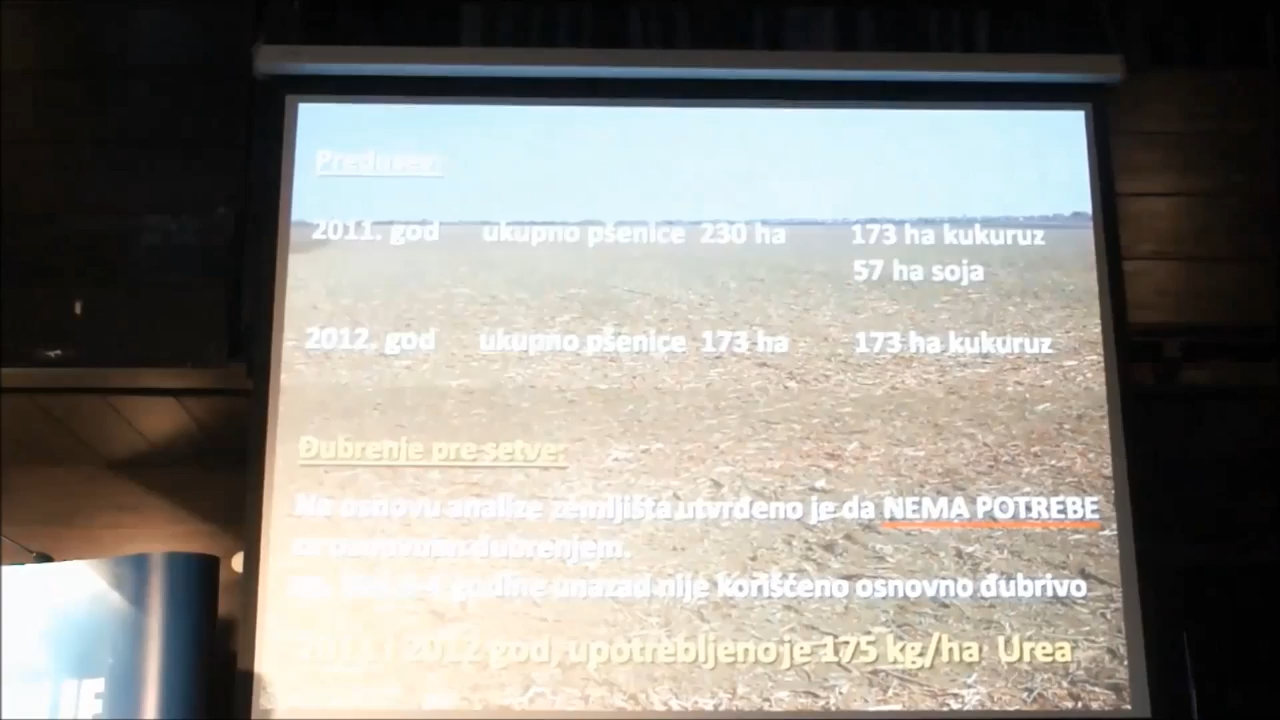 Predusev:
2011. god ukupno pšenice 230 ha 173 ha kukuruz
57 ha soja
2012. god ukupno pšenice 173 ha 173 ha kukuruz
Đubrenje pre setve:
Na osnovu analize zemljišta utvrđeno je da NEMA POTREBE
za osnovnim đubrenjem.
godine unazad nije korišćeno osnovno đubrivo
2011 i 2012 god, upotrebljeno je 175 kg/ha Urea